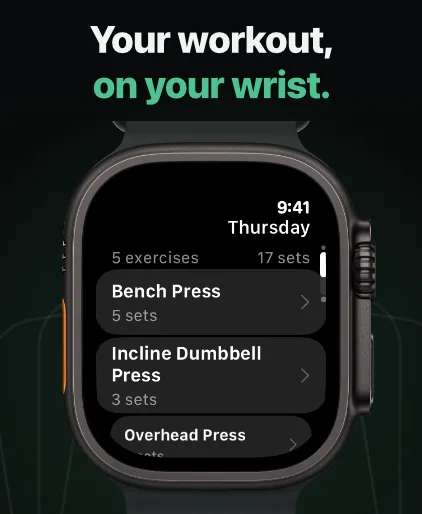 Your workout,
on your wrist.
9:41
Thursday
5 exercises 17 sets
Bench Press
5 sets
Incline Dumbbell
Press
3 sets
Overhead Press